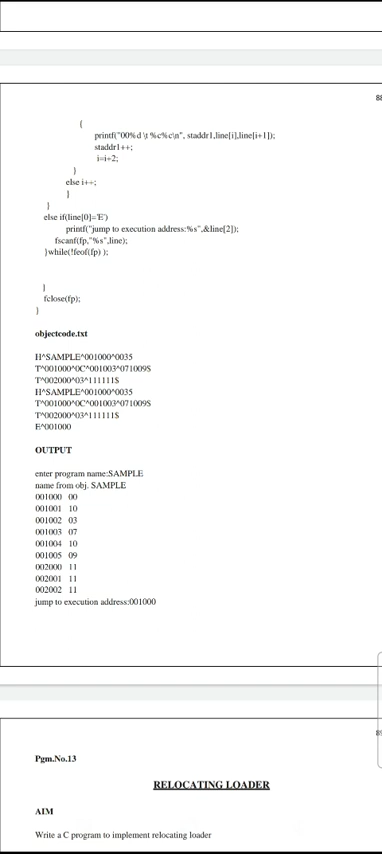 88
{
printf("00%d \t %c%c\n", staddr1,line[i],line[i+1]);
staddr1++;
i=i+2;
}
else i++;
}
}
else if(line[0]='E')
printf("jump to execution address:%s",&line[2]);
fscanf(fp,"%s",line);
}while(!feof(fp) );
}
fclose(fp);
}
objectcode.txt
H^SAMPLE^001000^0035
T^001000^0C^001003^071009$
T^002000^03^111111$
H^SAMPLE^001000^0035
T^001000^0C^001003^071009$
T^002000^03^111111$
E^001000
OUTPUT
enter program name:SAMPLE
name from obj. SAMPLE
001000 00
001001 10
001002 03
001003 07
001004 10
001005 09
002000 11
002001 11
002002 11
jump to execution address:001000
Pgm.No.13
RELOCATING LOADER
AIM
Write a C program to implement relocating loader